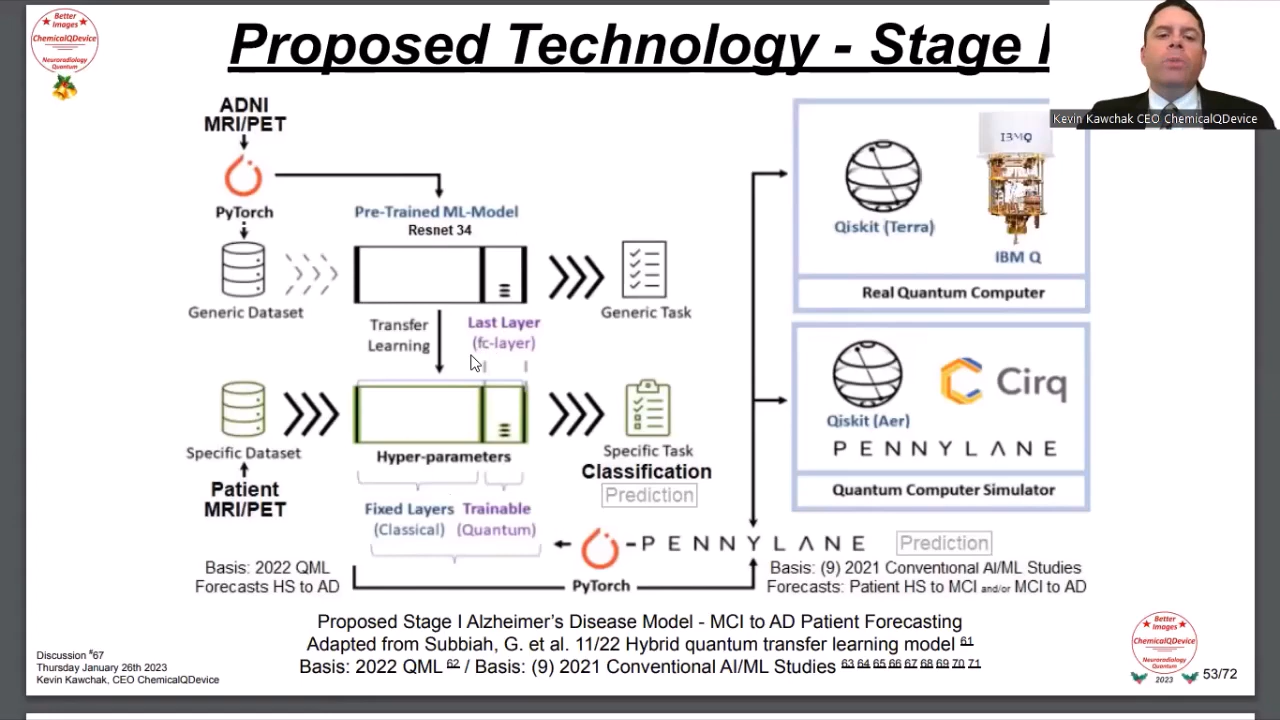 Better
Images
ChemicalQDevice
Neuroradiology
Quantum
Proposed Technology - Stage I
Kevin Kawchak CEO ChemicalQDevice
ADNI
MRI/PET
PyTorch
Pre-Trained ML-Model
Resnet 34
Generic Dataset
Generic Task
Transfer
Learning
Last Layer
(fc-layer)
Specific Dataset
Patient
MRI/PET
Hyper-parameters
Specific Task
Classification
Prediction
Fixed Layers
(Classical)
Trainable
(Quantum)
IBMQ
Qiskit (Terra)
IBM Q
Real Quantum Computer
Qiskit (Aer)
Cirq
PENNYLANE
Quantum Computer Simulator
PENNYLANE
Prediction
PyTorch
Basis: 2022 QML
Forecasts HS to AD
Basis: (9) 2021 Conventional AI/ML Studies
Forecasts: Patient HS to MCI and/or MCI to AD
Proposed Stage I Alzheimer's Disease Model - MCI to AD Patient Forecasting
Adapted from Subbiah, G. et al. 11/22 Hybrid quantum transfer learning model 61
Basis: 2022 QML 62 / Basis: (9) 2021 Conventional AI/ML Studies 63 64 65 66 67 68 69 70 71
Discussion #67
Thursday January 26th 2023
Kevin Kawchak, CEO ChemicalQDevice
Better
Images
ChemicalQDevice
Neuroradiology
Quantum
2023
53/72